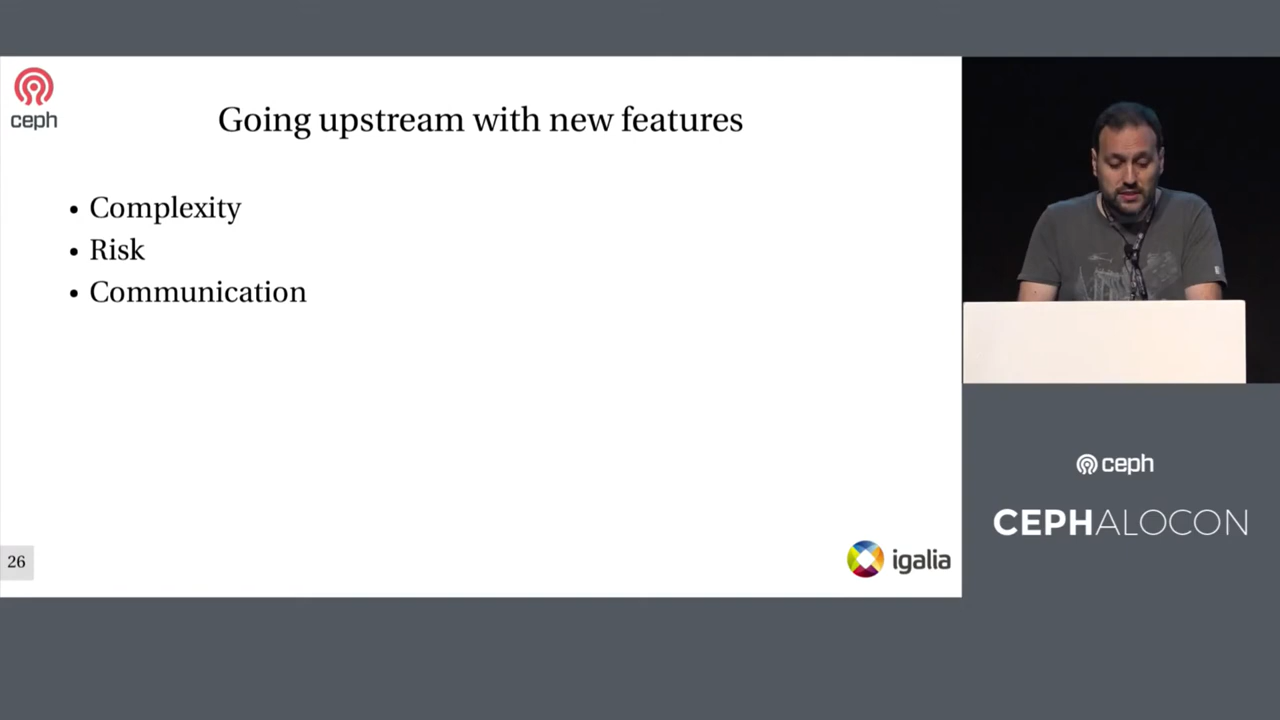 ceph
Going upstream with new features
• Complexity
• Risk
• Communication
26
igalia
ceph
CEPHALOCON